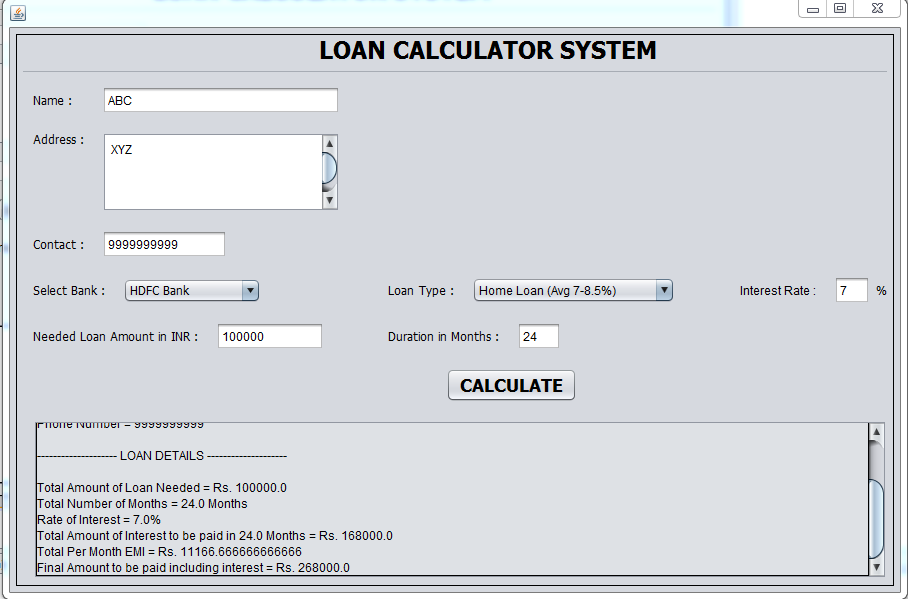 LOAN CALCULATOR SYSTEM
Name :
ABC
Address :
XYZ
Contact :
9999999999
Select Bank : HDFC Bank Loan Type : Home Loan (Avg 7-8.5%) Interest Rate : 7 %
Needed Loan Amount in INR : 100000 Duration in Months : 24
CALCULATE
Phone Number = 9999999999
-------------------- LOAN DETAILS --------------------
Total Amount of Loan Needed = Rs. 100000.0
Total Number of Months = 24.0 Months
Rate of Interest = 7.0%
Total Amount of Interest to be paid in 24.0 Months = Rs. 168000.0
Total Per Month EMI = Rs. 11166.666666666666
Final Amount to be paid including interest = Rs. 268000.0